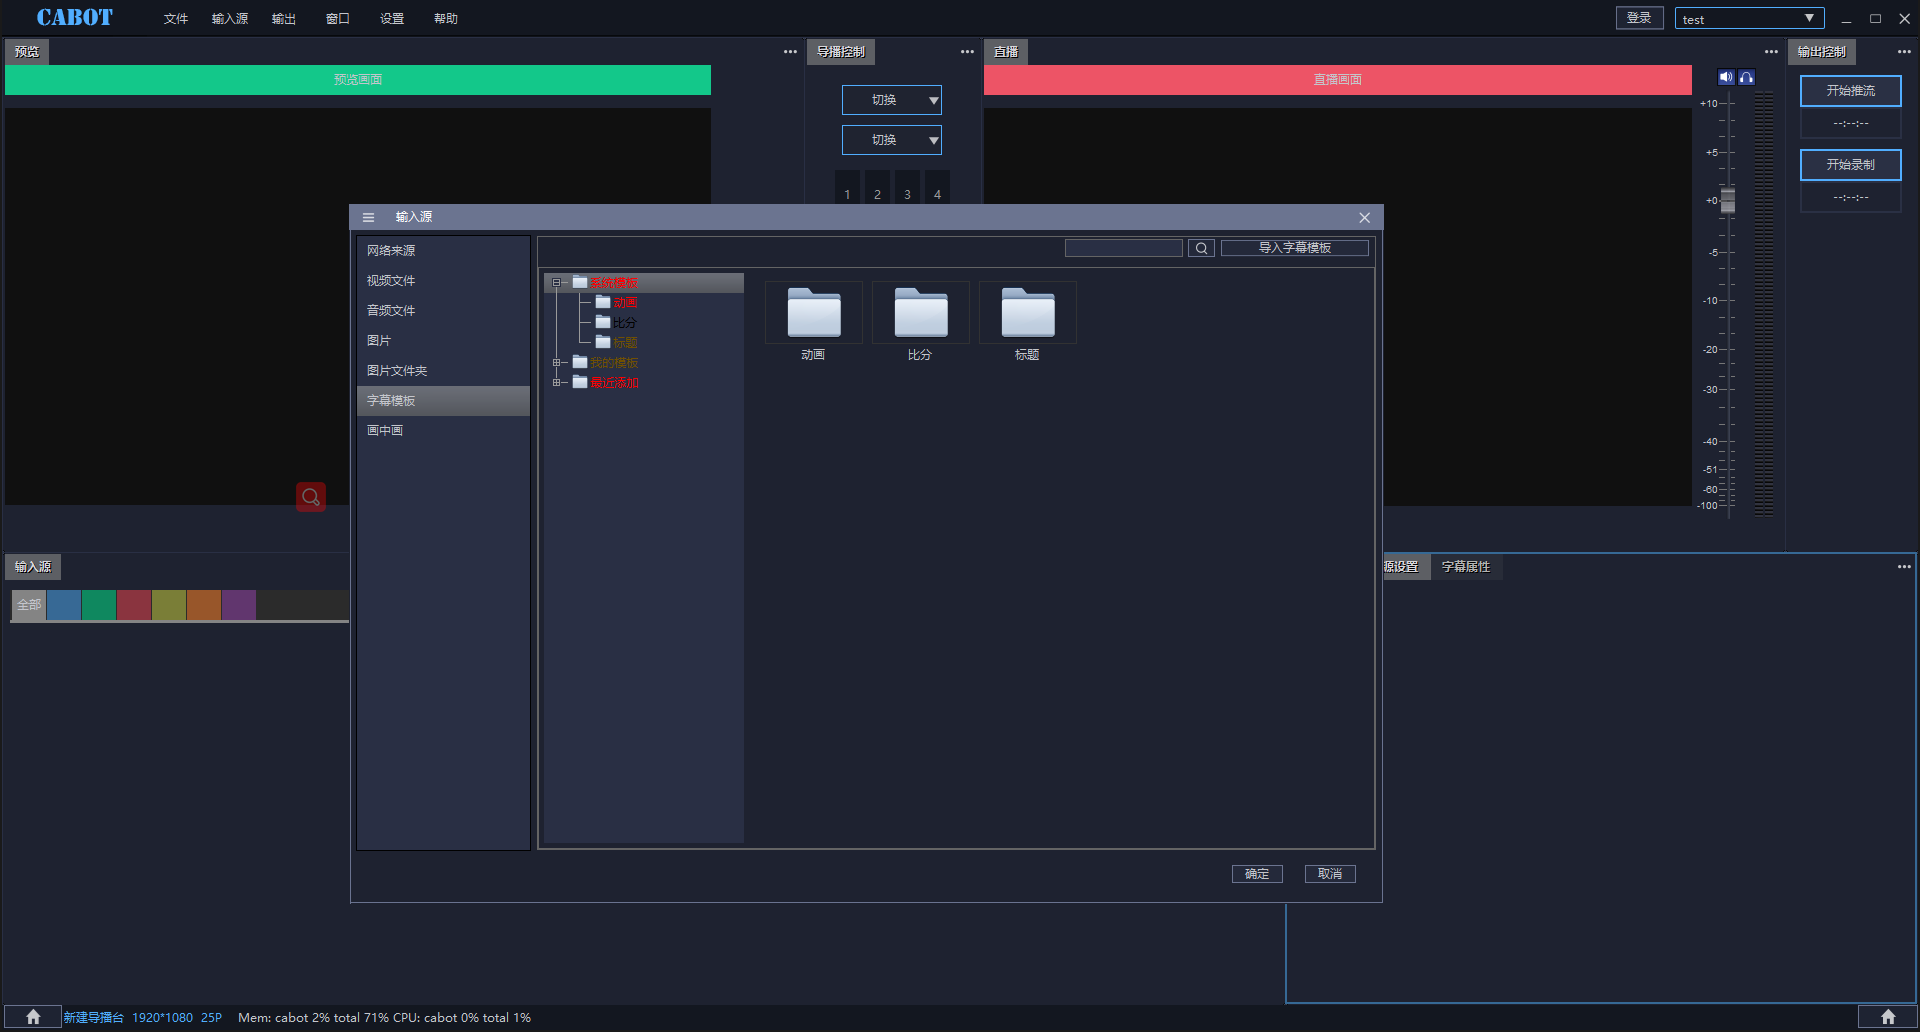 CABOT 文件 输入源 输出 窗口 设置 帮助 登录 test
预览 导播控制 直播 输出控制
预览画面 直播画面
切换
切换
1 2 3 4
+10
+5
+0
-5
-10
-20
-30
-40
-51
-60
-100
开始推流
--:--:--
开始录制
--:--:--
输入源
网络来源
视频文件
音频文件
图片
图片文件夹
字幕模板
画中画
导入字幕模板
系统模板
动画
比分
标题
我的模板
最近添加
动画 比分 标题
确定 取消
输入源
全部
源设置 字幕属性
新建导播台 1920*1080 25P Mem: cabot 2% total 71% CPU: cabot 0% total 1%